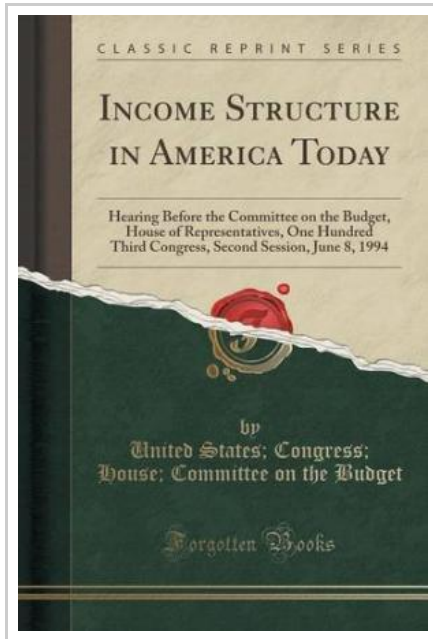 CLASSIC REPRINT SERIES
INCOME STRUCTURE
IN AMERICA TODAY
Hearing Before the Committee on the Budget,
House of Representatives, One Hundred
Third Congress, Second Session, June 8, 1994
by
United States; Congress;
House; Committee on the Budget
Forgotten Books